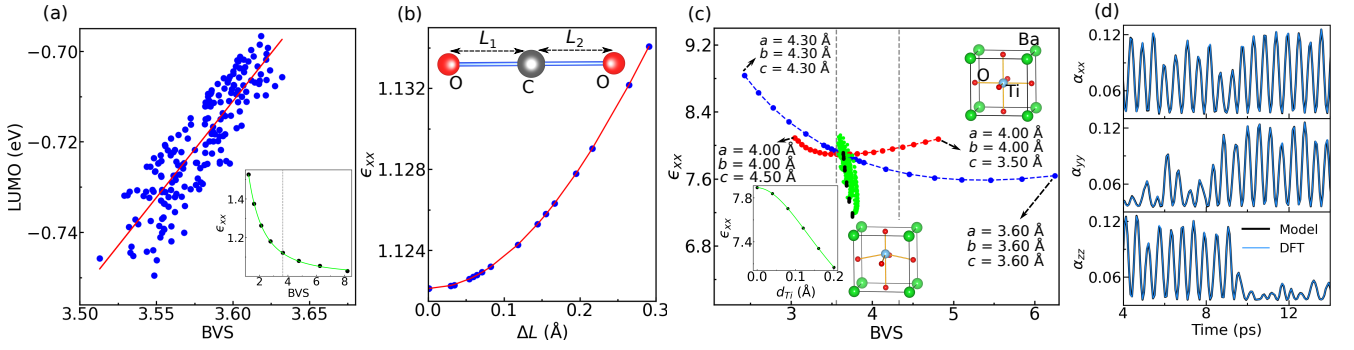 (a)
−0.70
−0.72
−0.74
LUMO (eV)
3.50
3.55
3.60
3.65
BVS
1.4
1.2
ϵxx
2
4
6
8
BVS
(b)
1.132
1.128
1.124
ϵxx
L1
L2
O
C
O
0.0
0.1
0.2
0.3
ΔL (Å)
(c)
9.2
8.4
7.6
6.8
ϵxx
a = 4.30 Å
b = 4.30 Å
c = 4.30 Å
Ba
O
Ti
a = 4.00 Å
b = 4.00 Å
c = 4.50 Å
a = 4.00 Å
b = 4.00 Å
c = 3.50 Å
a = 3.60 Å
b = 3.60 Å
c = 3.60 Å
7.8
7.4
0.0
0.1
0.2
dTi (Å)
3
4
5
6
BVS
(d)
0.12
0.06
αxx
0.12
0.06
αyy
0.12
0.06
αzz
Model
DFT
4
8
12
Time (ps)